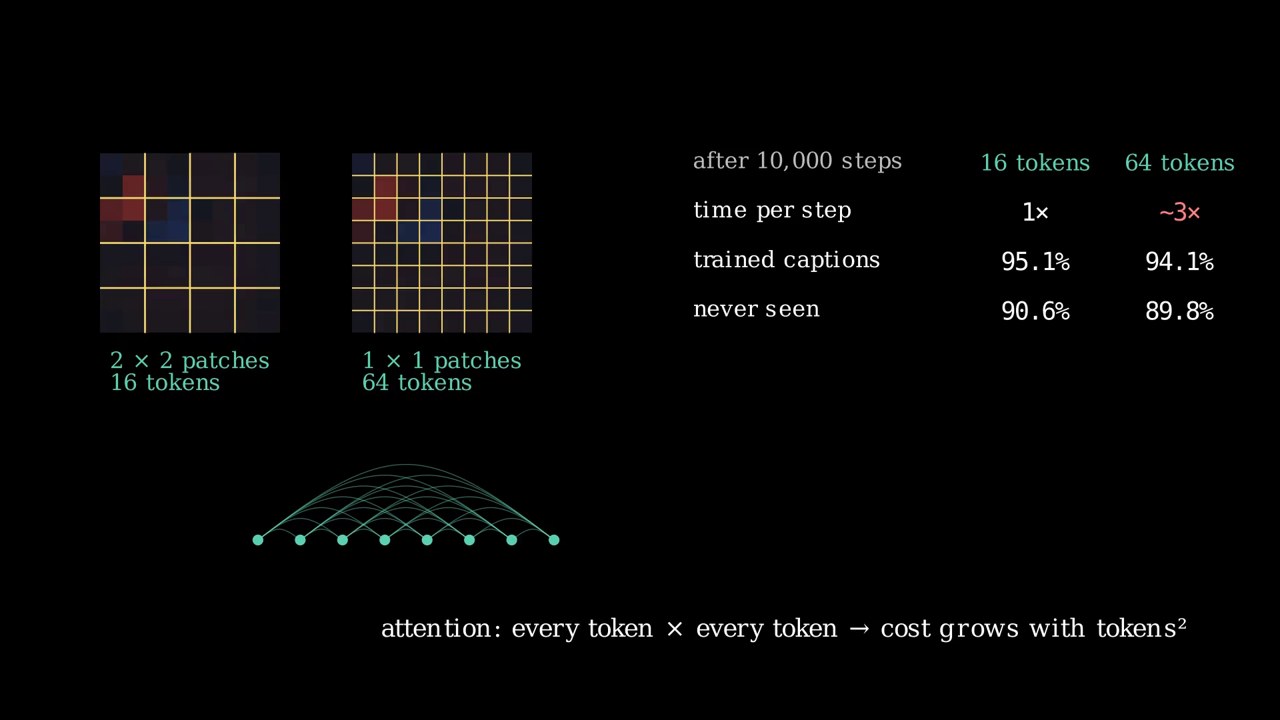 after 10,000 steps 16 tokens 64 tokens
time per step 1× ~3×
trained captions 95.1% 94.1%
never seen 90.6% 89.8%
2 × 2 patches
16 tokens
1 × 1 patches
64 tokens
attention: every token × every token → cost grows with tokens²